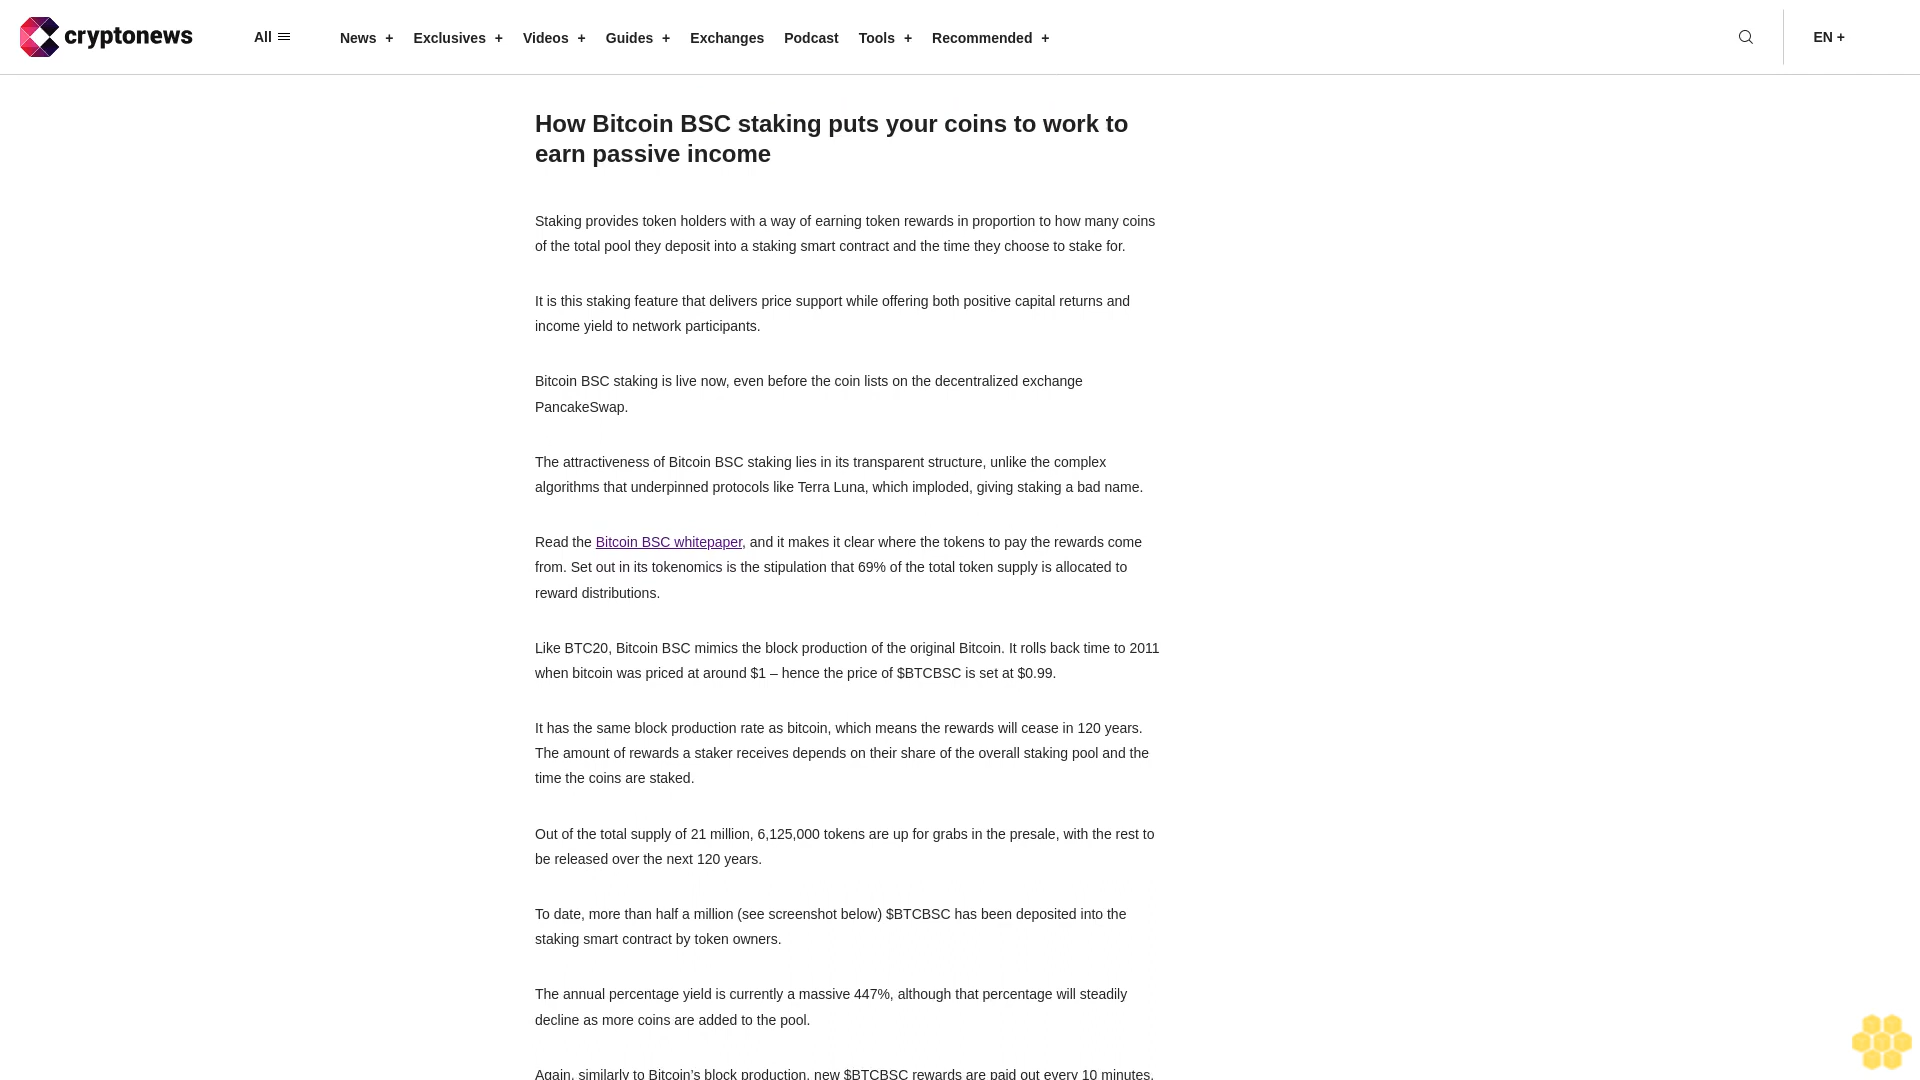 cryptonews
All
News +
Exclusives +
Videos +
Guides +
Exchanges
Podcast
Tools +
Recommended +
EN +
How Bitcoin BSC staking puts your coins to work to
earn passive income
Staking provides token holders with a way of earning token rewards in proportion to how many coins
of the total pool they deposit into a staking smart contract and the time they choose to stake for.
It is this staking feature that delivers price support while offering both positive capital returns and
income yield to network participants.
Bitcoin BSC staking is live now, even before the coin lists on the decentralized exchange
PancakeSwap.
The attractiveness of Bitcoin BSC staking lies in its transparent structure, unlike the complex
algorithms that underpinned protocols like Terra Luna, which imploded, giving staking a bad name.
Read the Bitcoin BSC whitepaper, and it makes it clear where the tokens to pay the rewards come
from. Set out in its tokenomics is the stipulation that 69% of the total token supply is allocated to
reward distributions.
Like BTC20, Bitcoin BSC mimics the block production of the original Bitcoin. It rolls back time to 2011
when bitcoin was priced at around $1 – hence the price of $BTCBSC is set at $0.99.
It has the same block production rate as bitcoin, which means the rewards will cease in 120 years.
The amount of rewards a staker receives depends on their share of the overall staking pool and the
time the coins are staked.
Out of the total supply of 21 million, 6,125,000 tokens are up for grabs in the presale, with the rest to
be released over the next 120 years.
To date, more than half a million (see screenshot below) $BTCBSC has been deposited into the
staking smart contract by token owners.
The annual percentage yield is currently a massive 447%, although that percentage will steadily
decline as more coins are added to the pool.
Again, similarly to Bitcoin’s block production, new $BTCBSC rewards are paid out every 10 minutes.